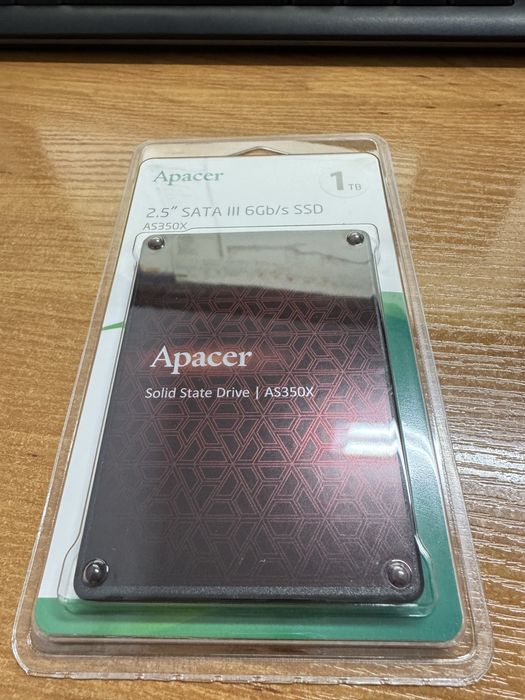 Apacer
1 TB
2.5" SATA III 6Gb/s SSD
AS350X
Apacer
Solid State Drive | AS350X